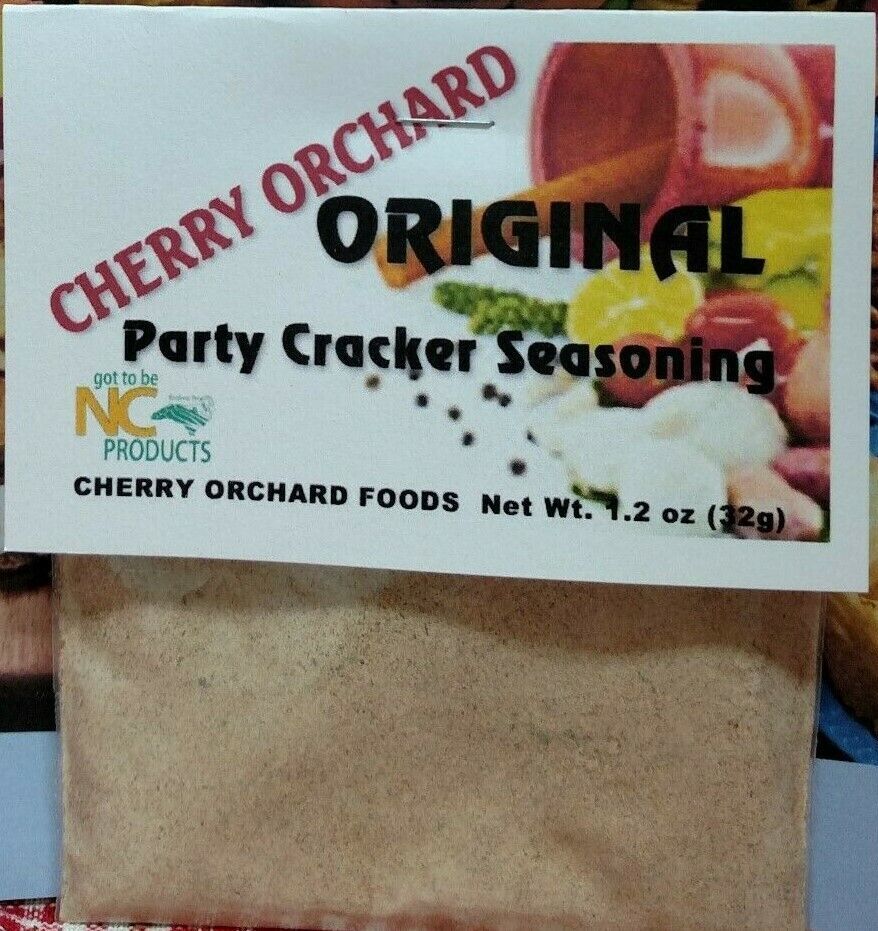 CHERRY ORCHARD
ORIGINAL
Party Cracker Seasoning
got to be
NC
PRODUCTS
CHERRY ORCHARD FOODS Net Wt. 1.2 oz (32g)